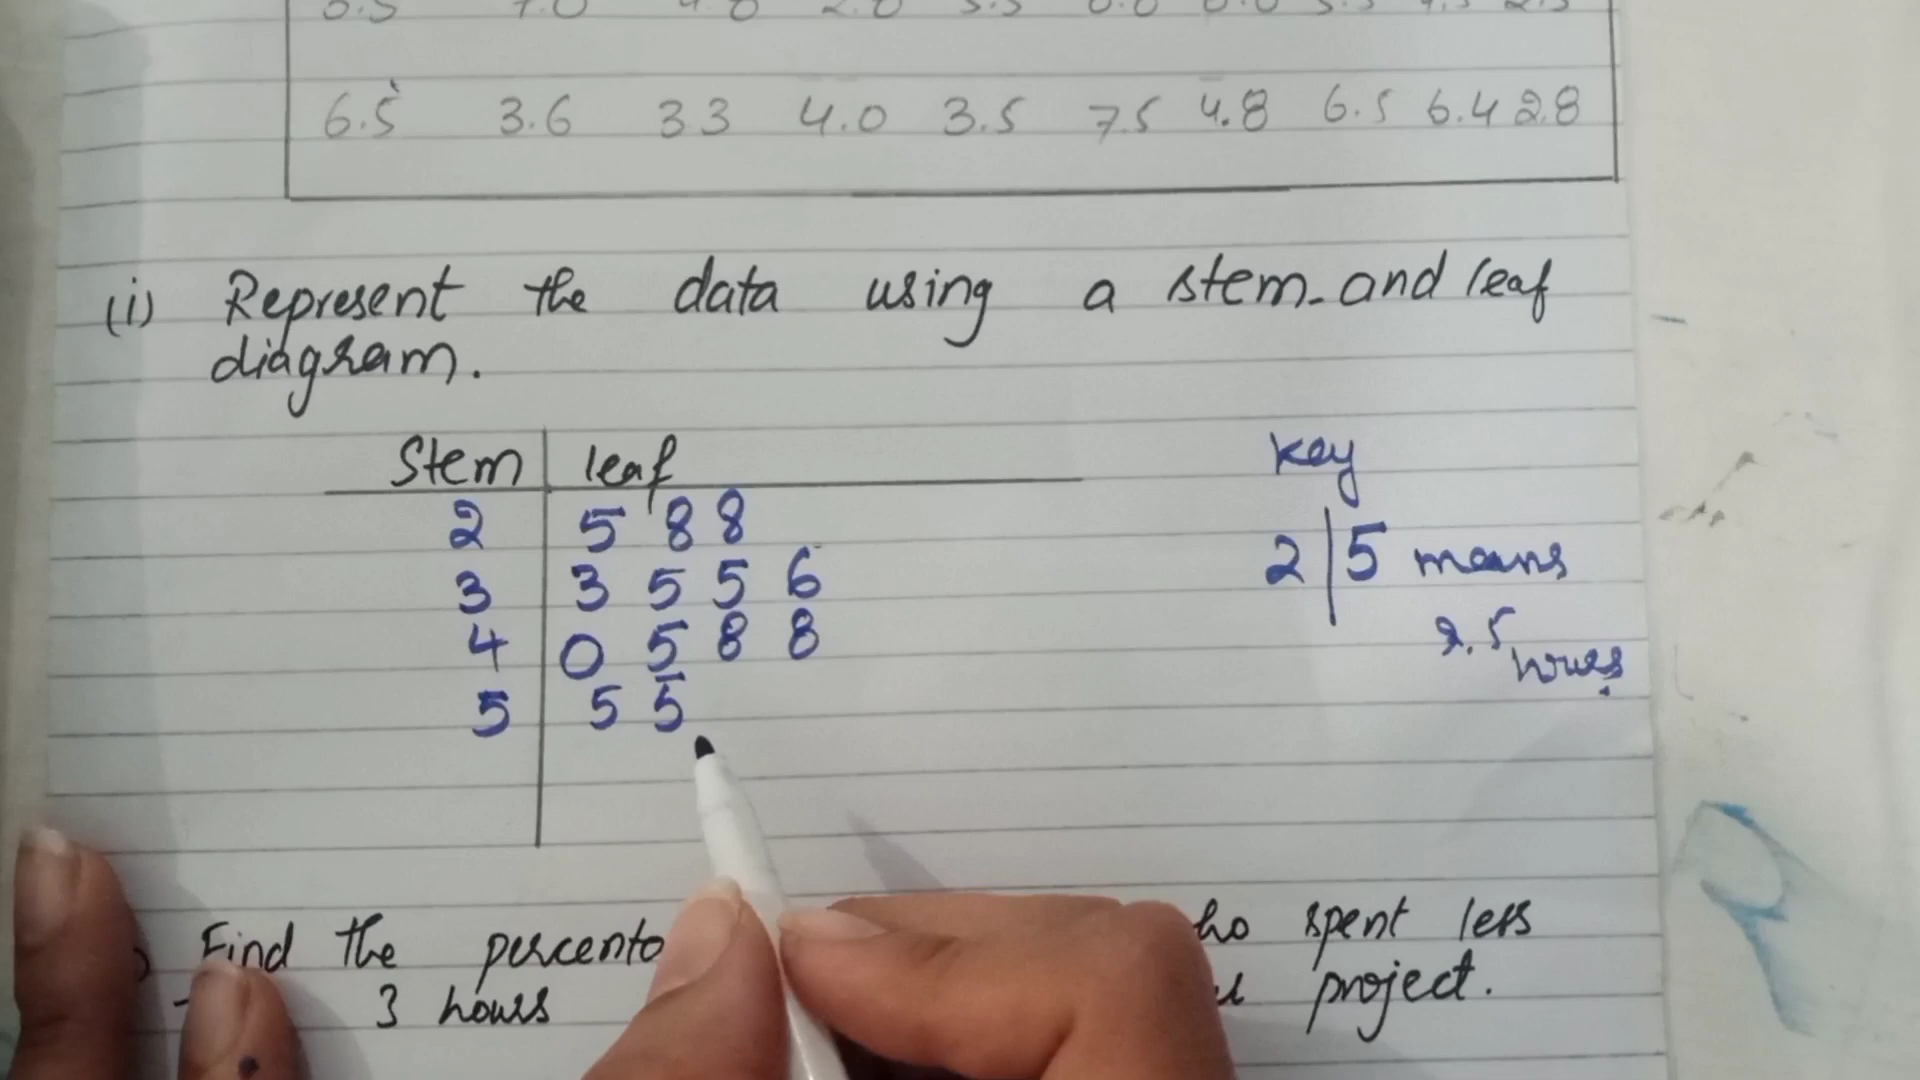 6.5 3.6 33 4.0 3.5 7.5 4.8 6.5 6.4 2.8
(i) Represent the data using a stem-and leaf
diagram.
Stem leaf
2 5 8 8
3 3 5 5 6
4 0 5 8 8
5 5 5
key
2|5 means
2.5
hours
Find the spent less
3 hours project.